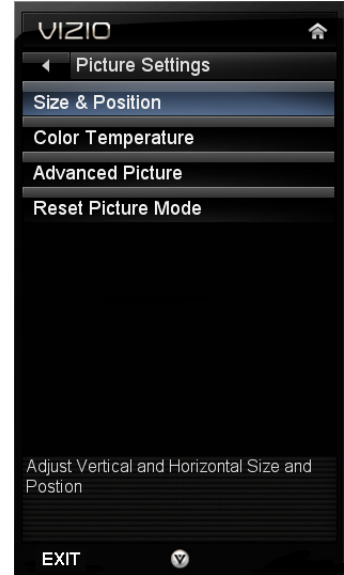 VIZIO
Picture Settings
Size & Position
Color Temperature
Advanced Picture
Reset Picture Mode
Adjust Vertical and Horizontal Size and
Postion
EXIT